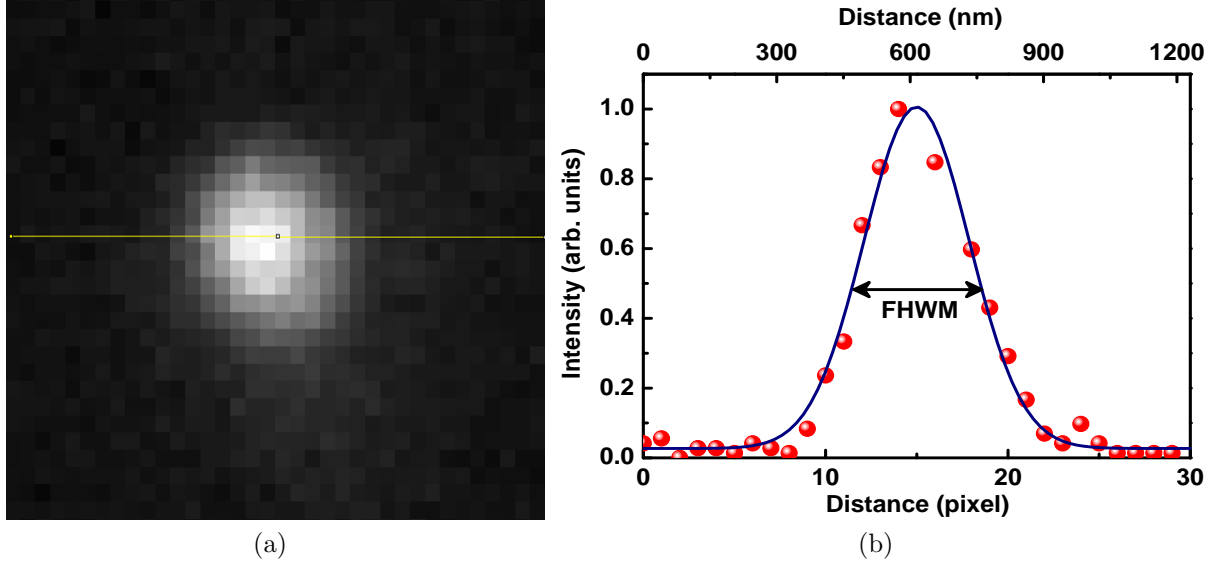 Distance (nm)
0 300 600 900 1200
Intensity (arb. units)
1.0
0.8
0.6
0.4
0.2
0.0
FHWM
0 10 20 30
Distance (pixel)
(a)
(b)